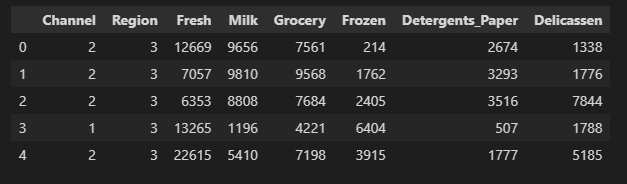 Channel Region Fresh Milk Grocery Frozen Detergents_Paper Delicassen
0 2 3 12669 9656 7561 214 2674 1338
1 2 3 7057 9810 9568 1762 3293 1776
2 2 3 6353 8808 7684 2405 3516 7844
3 1 3 13265 1196 4221 6404 507 1788
4 2 3 22615 5410 7198 3915 1777 5185